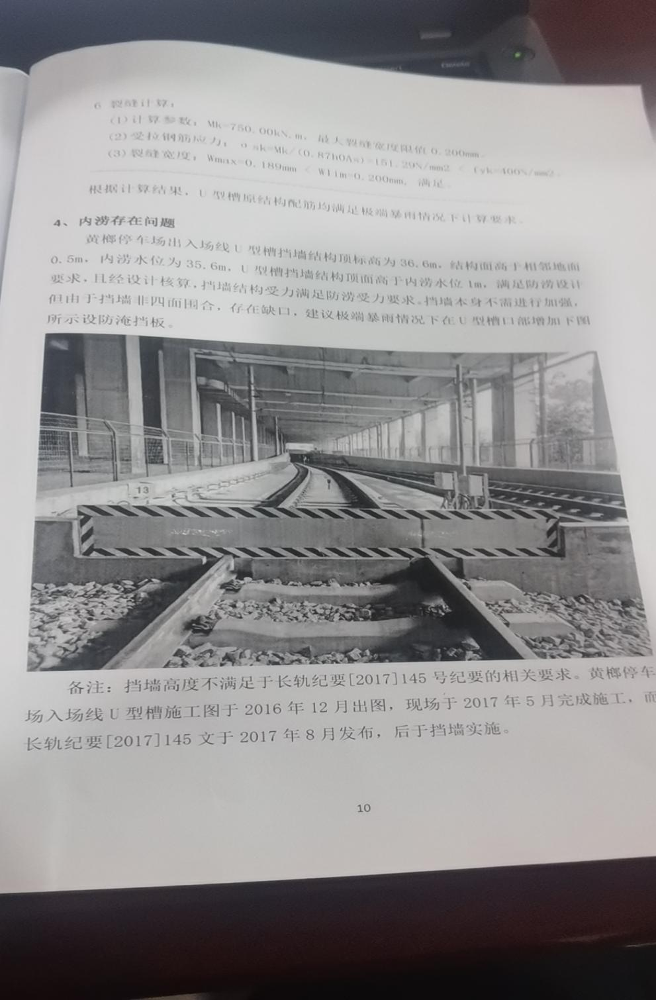 6 裂缝计算：
(1)计算参数：Mk=750.00kN.m，最大裂缝宽度限值0.200mm。
(2)受拉钢筋应力：σsk=Mk/(0.87h0As)=151.29N/mm2 < fyk=400N/mm2。
(3)裂缝宽度：Wmax=0.189mm < Wlim=0.200mm，满足。
根据计算结果，U 型槽原结构配筋均满足极端暴雨情况下计算要求。
4、内涝存在问题
黄榔停车场出入场线 U 型槽挡墙结构顶标高为 36.6m，结构面高于相邻地面
0.5m，内涝水位为 35.6m，U 型槽挡墙结构顶面高于内涝水位 1m，满足防涝设计
要求，且经设计核算，挡墙结构受力满足防涝受力要求。挡墙本身不需进行加强，
但由于挡墙非四面围合，存在缺口，建议极端暴雨情况下在 U 型槽口部增加下图
所示设防淹挡板。
13
备注：挡墙高度不满足于长轨纪要[2017]145 号纪要的相关要求。黄榔停车
场入场线 U 型槽施工图于 2016 年 12 月出图，现场于 2017 年 5 月完成施工，而
长轨纪要[2017]145 文于 2017 年 8 月发布，后于挡墙实施。
10